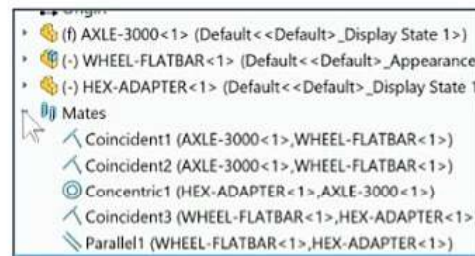 Origin
(f) AXLE-3000<1> (Default<<Default>_Display State 1>)
(-) WHEEL-FLATBAR<1> (Default<<Default>_Appearance
(-) HEX-ADAPTER<1> (Default<<Default>_Display State 1
Mates
Coincident1 (AXLE-3000<1>,WHEEL-FLATBAR<1>)
Coincident2 (AXLE-3000<1>,WHEEL-FLATBAR<1>)
Concentric1 (HEX-ADAPTER<1>,AXLE-3000<1>)
Coincident3 (WHEEL-FLATBAR<1>,HEX-ADAPTER<1>
Parallel1 (WHEEL-FLATBAR<1>,HEX-ADAPTER<1>)